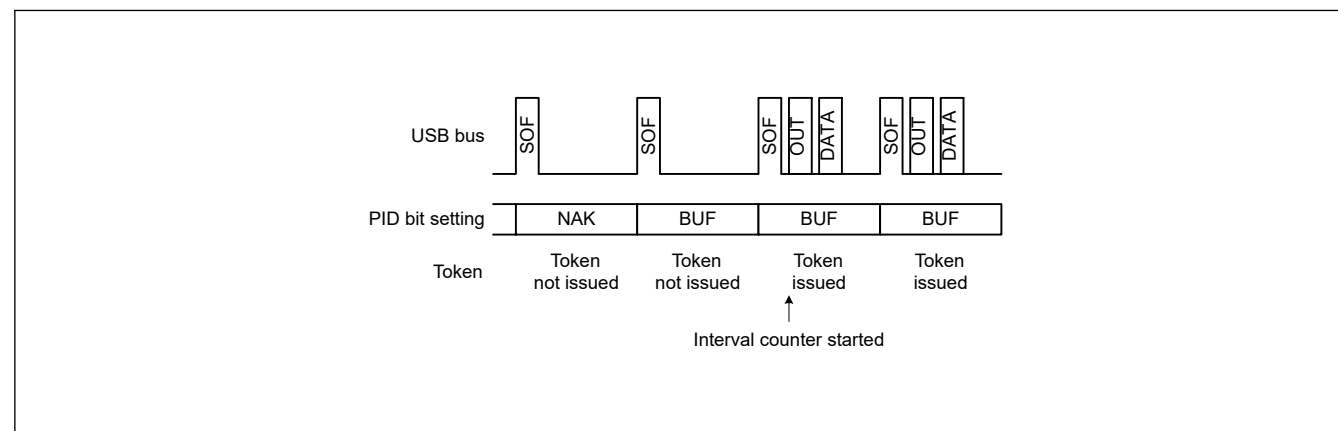 SOF SOF SOF OUT DATA SOF OUT DATA
USB bus
PID bit setting NAK BUF BUF BUF
Token Token Token Token Token
not issued not issued issued issued
Interval counter started